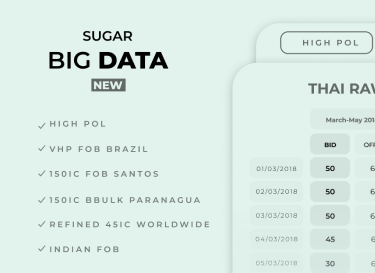 SUGAR
BIG DATA
NEW
HIGH POL
VHP FOB BRAZIL
150IC FOB SANTOS
150IC BBULK PARANAGUA
REFINED 45IC WORLDWIDE
INDIAN FOB
HIGH POL
THAI
March-May
BID
01/03/2018 50
02/03/2018 50
03/03/2018 50
04/03/2018 45
05/03/2018 30